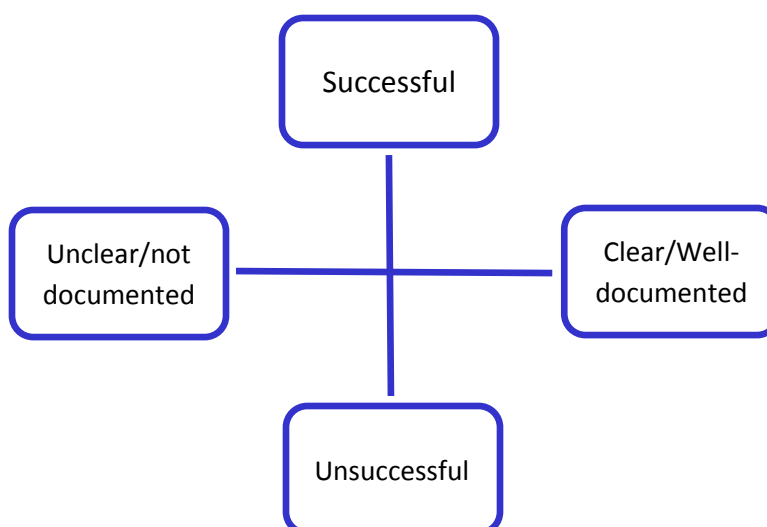 Successful
Unclear/not
documented
Clear/Well-
documented
Unsuccessful